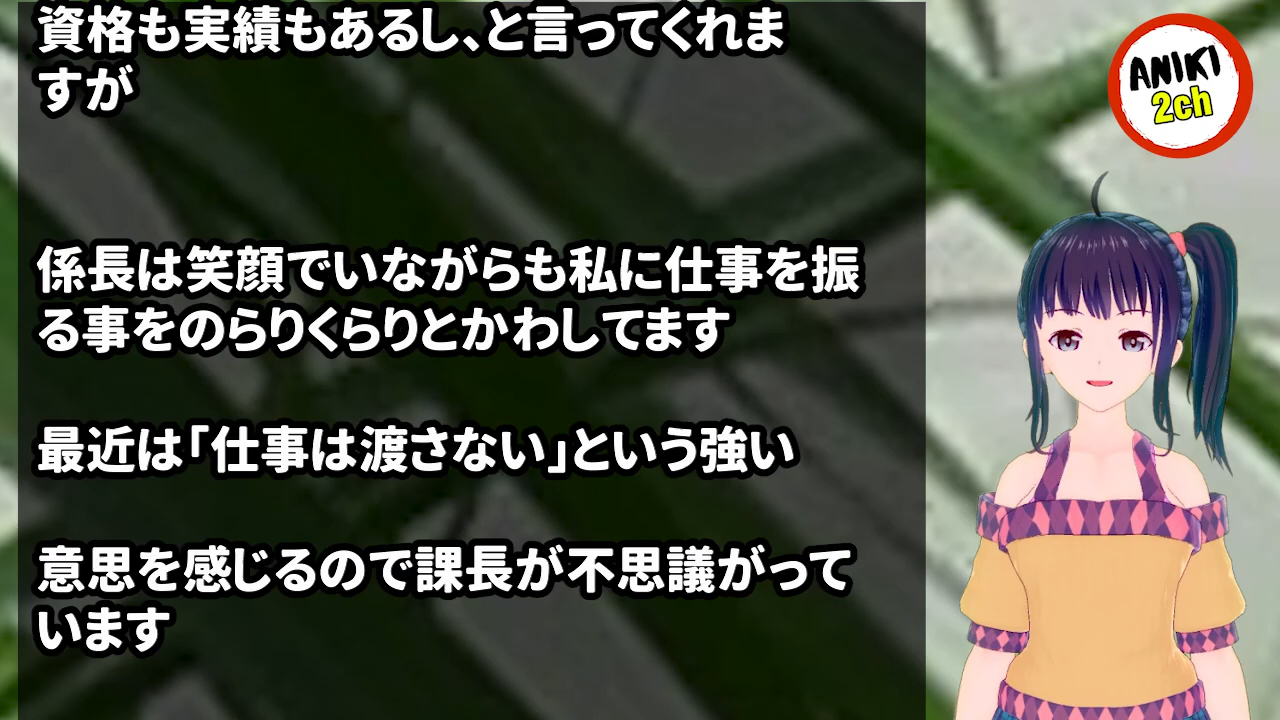 資格も実績もあるし、と言ってくれま
すが
係長は笑顔でいながらも私に仕事を振
る事をのらりくらりとかわしてます
最近は「仕事は渡さない」という強い
意思を感じるので課長が不思議がって
います
ANIKI
2ch